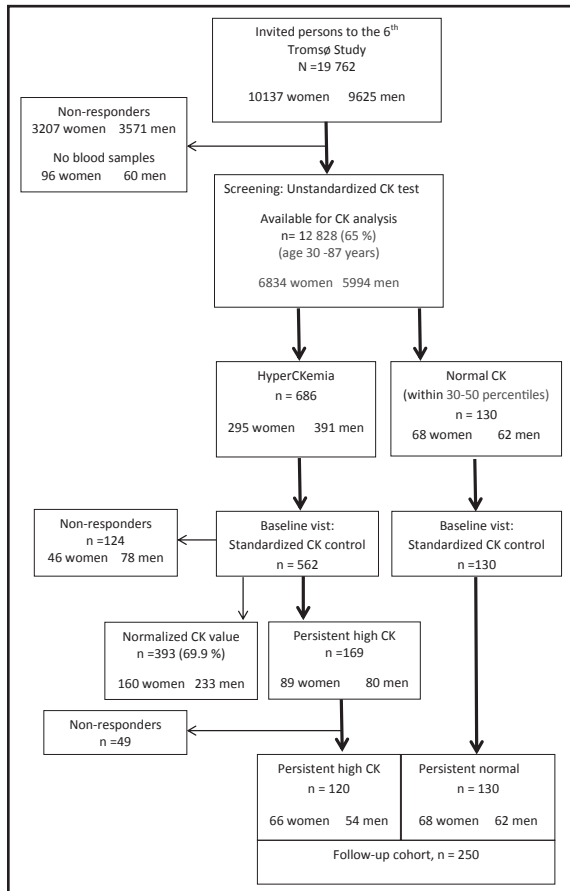 Invited persons to the 6th
Tromsø Study
N =19 762
10137 women 9625 men
Non-responders
3207 women 3571 men
No blood samples
96 women 60 men
Screening: Unstandardized CK test
Available for CK analysis
n= 12 828 (65 %)
(age 30 -87 years)
6834 women 5994 men
HyperCKemia
n = 686
295 women 391 men
Normal CK
(within 30-50 percentiles)
n = 130
68 women 62 men
Non-responders
n =124
46 women 78 men
Baseline vist:
Standardized CK control
n = 562
Baseline vist:
Standardized CK control
n =130
Normalized CK value
n =393 (69.9 %)
160 women 233 men
Persistent high CK
n =169
89 women 80 men
Non-responders
n =49
Persistent high CK
n = 120
66 women 54 men
Persistent normal
n = 130
68 women 62 men
Follow-up cohort, n = 250